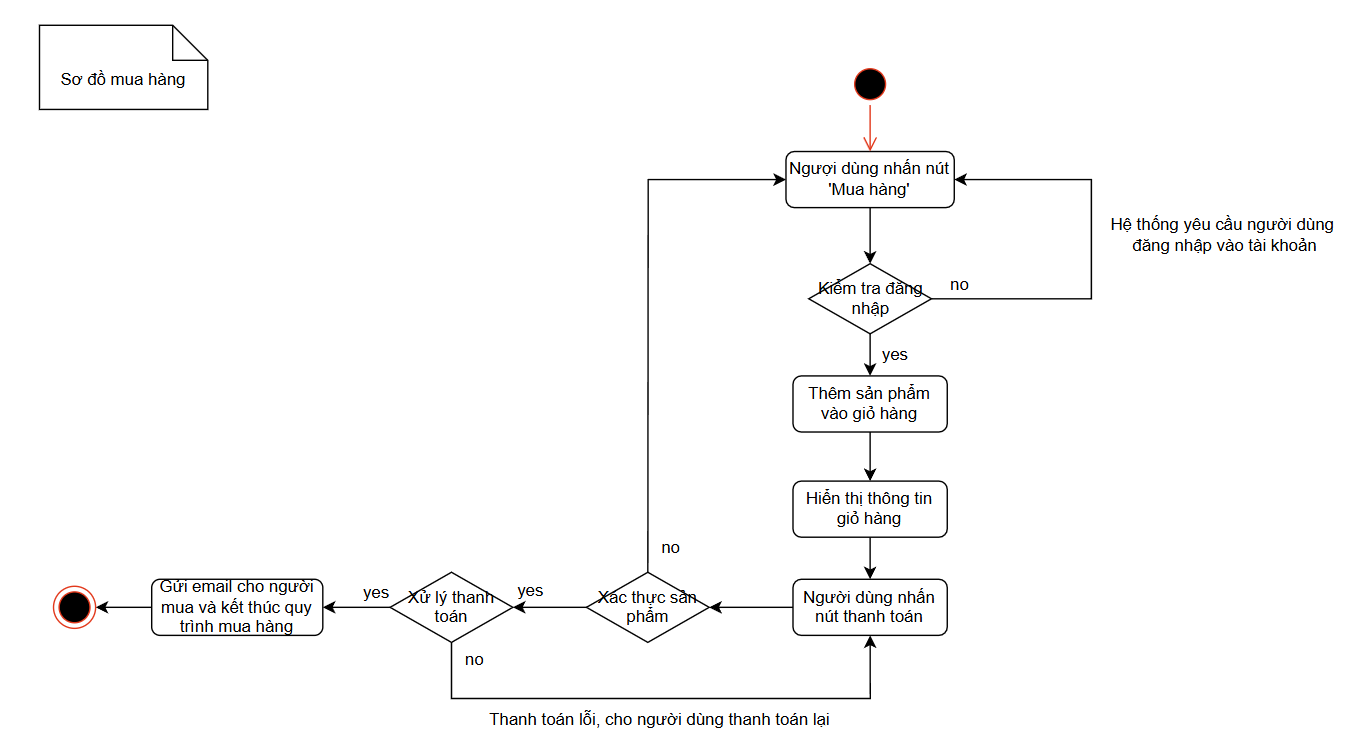 Sơ đồ mua hàng
Ngượi dùng nhấn nút
'Mua hàng'
Hệ thống yêu cầu người dùng
đăng nhập vào tài khoản
Kiểm tra đăng
nhập
no
yes
Thêm sản phẩm
vào giỏ hàng
Hiển thị thông tin
giỏ hàng
Người dùng nhấn
nút thanh toán
Xác thực sản
phẩm
no
yes
Xử lý thanh
toán
yes
no
Gứi email cho người
mua và kết thúc quy
trình mua hàng
Thanh toán lỗi, cho người dùng thanh toán lại